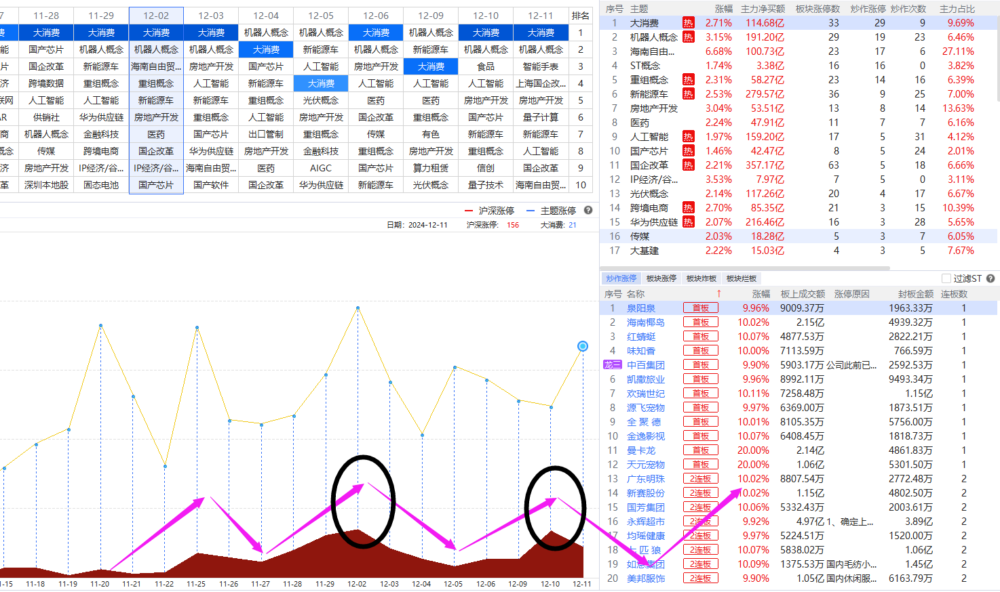 7 11-28 11-29 12-02 12-03 12-04 12-05 12-06 12-09 12-10 12-11 排名
费 大消费 大消费 大消费 大消费 机器人概念 机器人概念 大消费 机器人概念 大消费 大消费 1
能 国产芯片 机器人概念 机器人概念 机器人概念 大消费 新能源车 机器人概念 新能源车 机器人概念 机器人概念 2
片 国企改革 新能源车 海南自由贸... 房地产开发 国产芯片 人工智能 房地产开发 大消费 食品 智能手表 3
济 跨境数据 重组概念 重组概念 人工智能 新能源车 大消费 人工智能 人工智能 人工智能 上海国企改... 4
联网 人工智能 人工智能 新能源车 新能源车 重组概念 光伏概念 医药 医药 房地产开发 房地产开发 5
AR 供销社 华为供应链 房地产开发 重组概念 人工智能 房地产开发 国企改革 重组概念 国产芯片 量子计算 6
商 机器人概念 金融科技 医药 国产芯片 出口管制 重组概念 传媒 有色 新能源车 新能源车 7
概念 传媒 跨境电商 国企改革 华为供应链 房地产开发 金融科技 重组概念 房地产开发 重组概念 人工智能 8
济 房地产开发 IP经济/谷... IP经济/谷... 海南自由贸... 医药 AIGC 国产芯片 算力租赁 信创 国企改革 9
革 深圳本地股 固态电池 国产芯片 国产软件 国企改革 华为供应链 新能源车 光伏概念 量子技术 海南自由贸... 10
沪深涨停 主题涨停 ?
日期: 2024-12-11 沪深涨停: 156 大消费: 21
1-15 11-18 11-19 11-20 11-21 11-22 11-25 11-26 11-27 11-28 11-29 12-02 12-03 12-04 12-05 12-06 12-09 12-10 12-11
序号 主题 涨幅 主力净买额 板块涨停数 炒作涨停 炒作次数 主力占比
1 大消费 热 2.71% 114.68亿 33 29 9 9.69%
2 机器人概念 热 3.15% 191.20亿 29 19 23 6.46%
3 海南自由... 6.68% 100.73亿 23 17 6 27.11%
4 ST概念 1.74% 3.38亿 16 16 0 3.82%
5 重组概念 热 2.31% 58.27亿 23 14 16 6.39%
6 新能源车 热 2.53% 279.57亿 36 9 25 7.00%
7 房地产开发 3.04% 53.51亿 13 8 14 13.63%
8 医药 2.24% 47.91亿 11 7 7 6.16%
9 人工智能 热 1.97% 159.20亿 17 5 31 4.12%
10 国产芯片 热 1.46% 42.47亿 8 5 24 2.01%
11 国企改革 热 2.21% 357.17亿 63 5 18 6.66%
12 IP经济/谷... 3.53% 7.97亿 7 5 0 3.11%
13 光伏概念 2.14% 117.26亿 20 4 17 6.67%
14 跨境电商 热 2.70% 85.35亿 21 3 15 10.39%
15 华为供应链 热 2.07% 216.46亿 16 3 28 5.65%
16 传媒 2.03% 18.28亿 5 3 7 6.05%
17 大基建 2.22% 15.03亿 4 3 5 7.67%
炒作涨停 板块涨停 板块炸板 板块烂板 过滤ST ?
序号 名称 ↑ 涨幅 板上成交额 涨停原因 封板金额 连板数
1 泉阳泉 首板 9.96% 9009.37万 1963.33万 1
2 海南椰岛 首板 10.02% 2.15亿 4939.32万 1
3 红蜻蜓 首板 10.07% 4877.53万 2822.21万 1
4 味知香 首板 10.00% 7113.59万 766.59万 1
龙三 中百集团 首板 9.90% 5903.17万 公司此前已... 2592.53万 1
6 凯撒旅业 首板 9.96% 8992.11万 9493.34万 1
7 欢瑞世纪 首板 10.11% 7258.48万 1.15亿 1
8 源飞宠物 首板 9.97% 6369.00万 1873.51万 1
9 全 聚 德 首板 10.01% 8105.35万 5756.00万 1
10 金逸影视 首板 10.07% 6408.45万 1818.73万 1
11 曼卡龙 首板 20.00% 2.14亿 4861.83万 1
12 天元宠物 首板 20.00% 1.06亿 5301.50万 1
13 广东明珠 2连板 10.02% 8807.54万 2772.48万 2
14 新赛股份 2连板 10.02% 1.15亿 4802.50万 2
15 国芳集团 2连板 10.06% 5332.43万 2003.61万 2
16 永辉超市 2连板 9.92% 4.97亿 1、确定上... 3.89亿 2
17 均瑶健康 2连板 9.97% 5224.51万 1520.00万 2
18 七 匹 狼 2连板 10.07% 5838.02万 1.06亿 2
19 如意集团 2连板 10.09% 1375.53万 国内毛纺小... 1.45亿 2
20 美邦服饰 2连板 9.90% 1.05亿 国内休闲服... 6163.79万 2